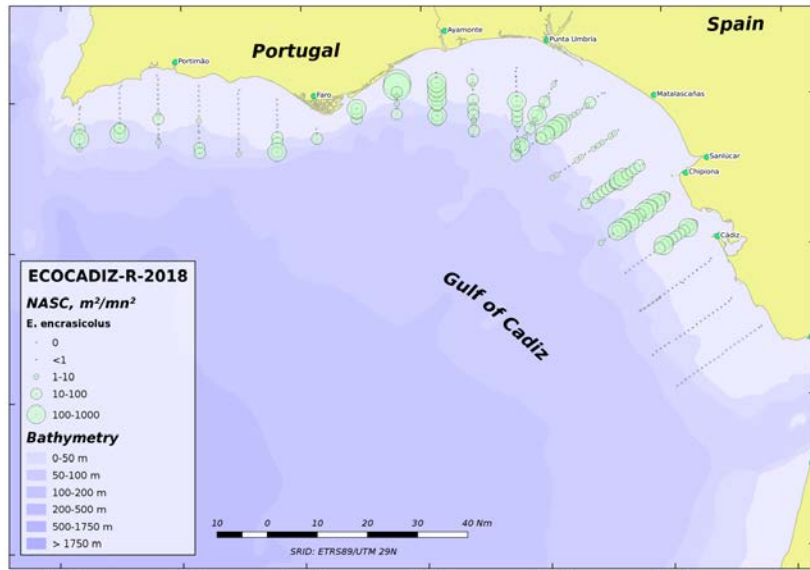 Spain
Ayamonte
Punta Umbría
Portugal
Portimão
Faro
Matalascañas
Sanlúcar
Chipiona
Cádiz
Gulf of Cadiz
ECOCADIZ-R-2018
NASC, m²/mn²
E. encrasicolus
0
<1
1-10
10-100
100-1000
Bathymetry
0-50 m
50-100 m
100-200 m
200-500 m
500-1750 m
> 1750 m
10 0 10 20 30 40 Nm
SRID: ETRS89/UTM 29N